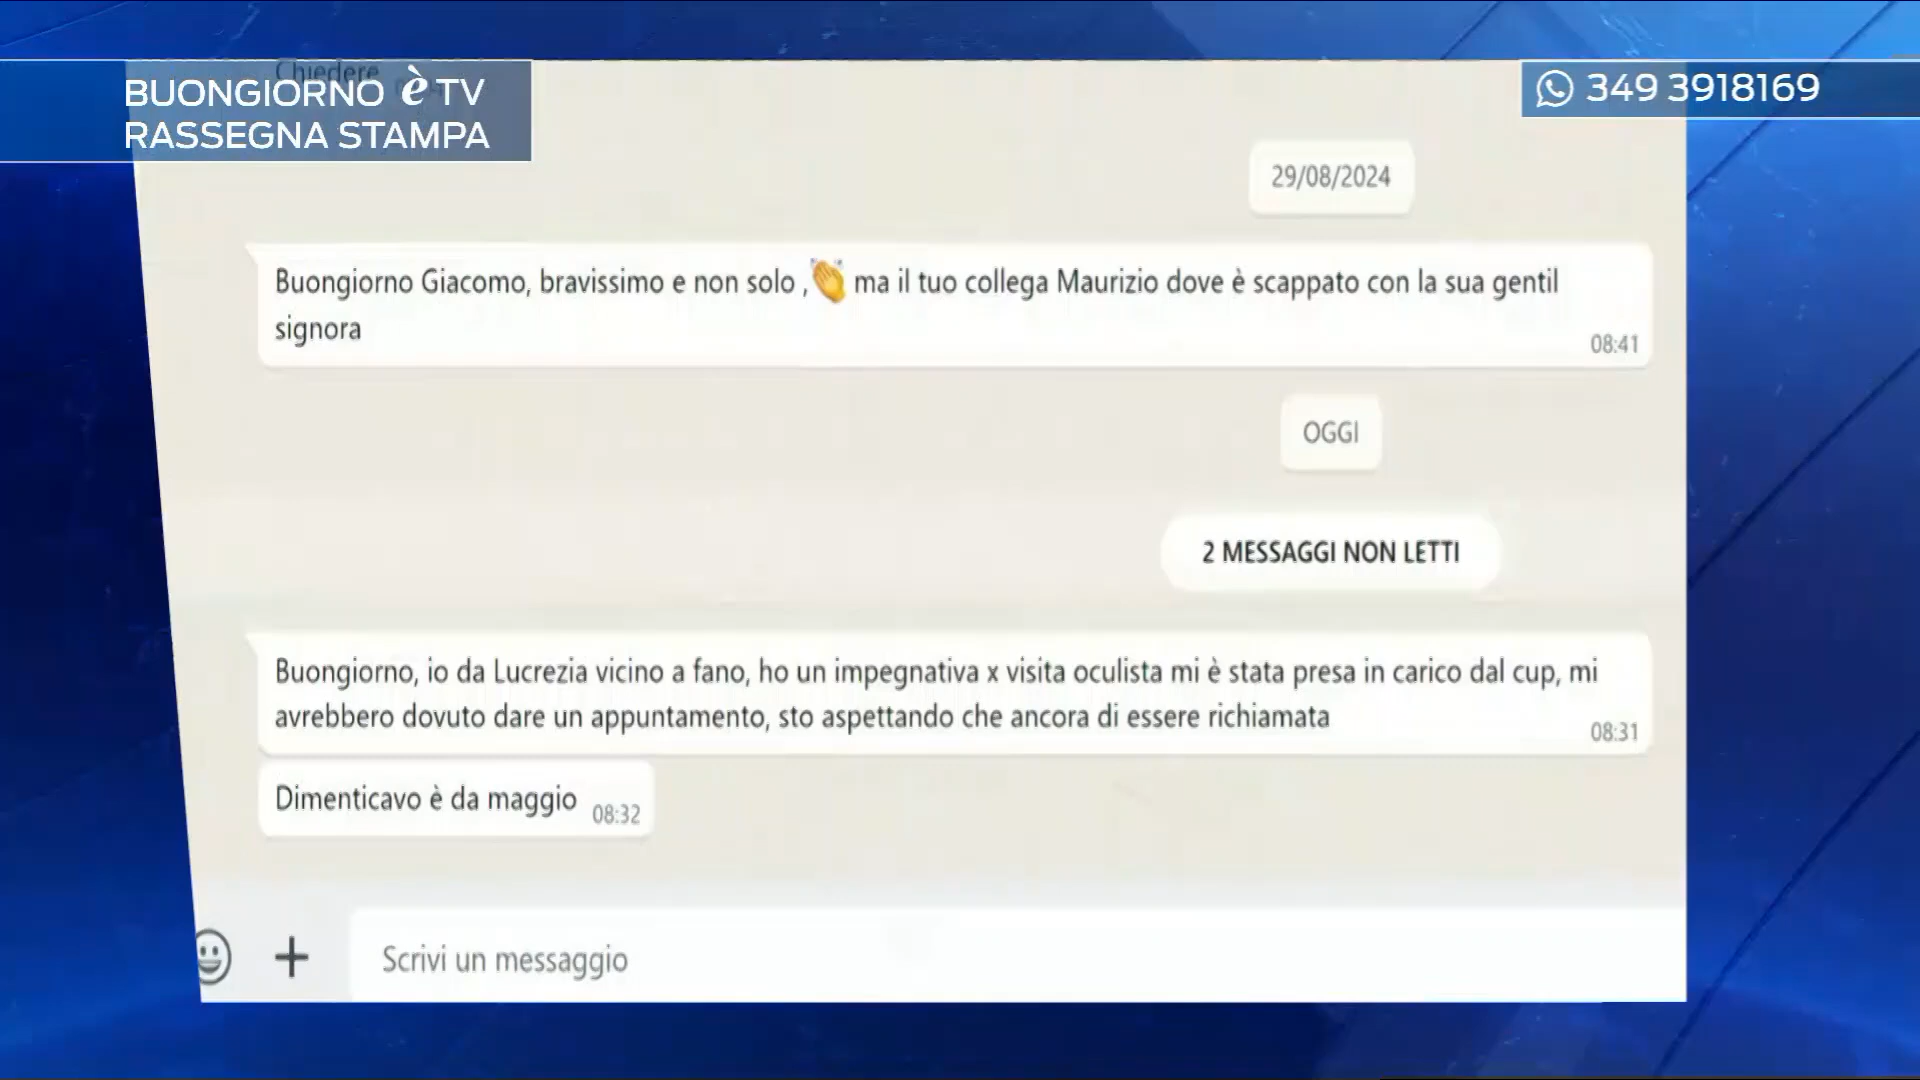 Chiedere
BUONGIORNO è TV
RASSEGNA STAMPA
349 3918169
29/08/2024
Buongiorno Giacomo, bravissimo e non solo ,👏 ma il tuo collega Maurizio dove è scappato con la sua gentil
signora
08:41
OGGI
2 MESSAGGI NON LETTI
Buongiorno, io da Lucrezia vicino a fano, ho un impegnativa x visita oculista mi è stata presa in carico dal cup, mi
avrebbero dovuto dare un appuntamento, sto aspettando che ancora di essere richiamata
08:31
Dimenticavo è da maggio 08:32
Scrivi un messaggio